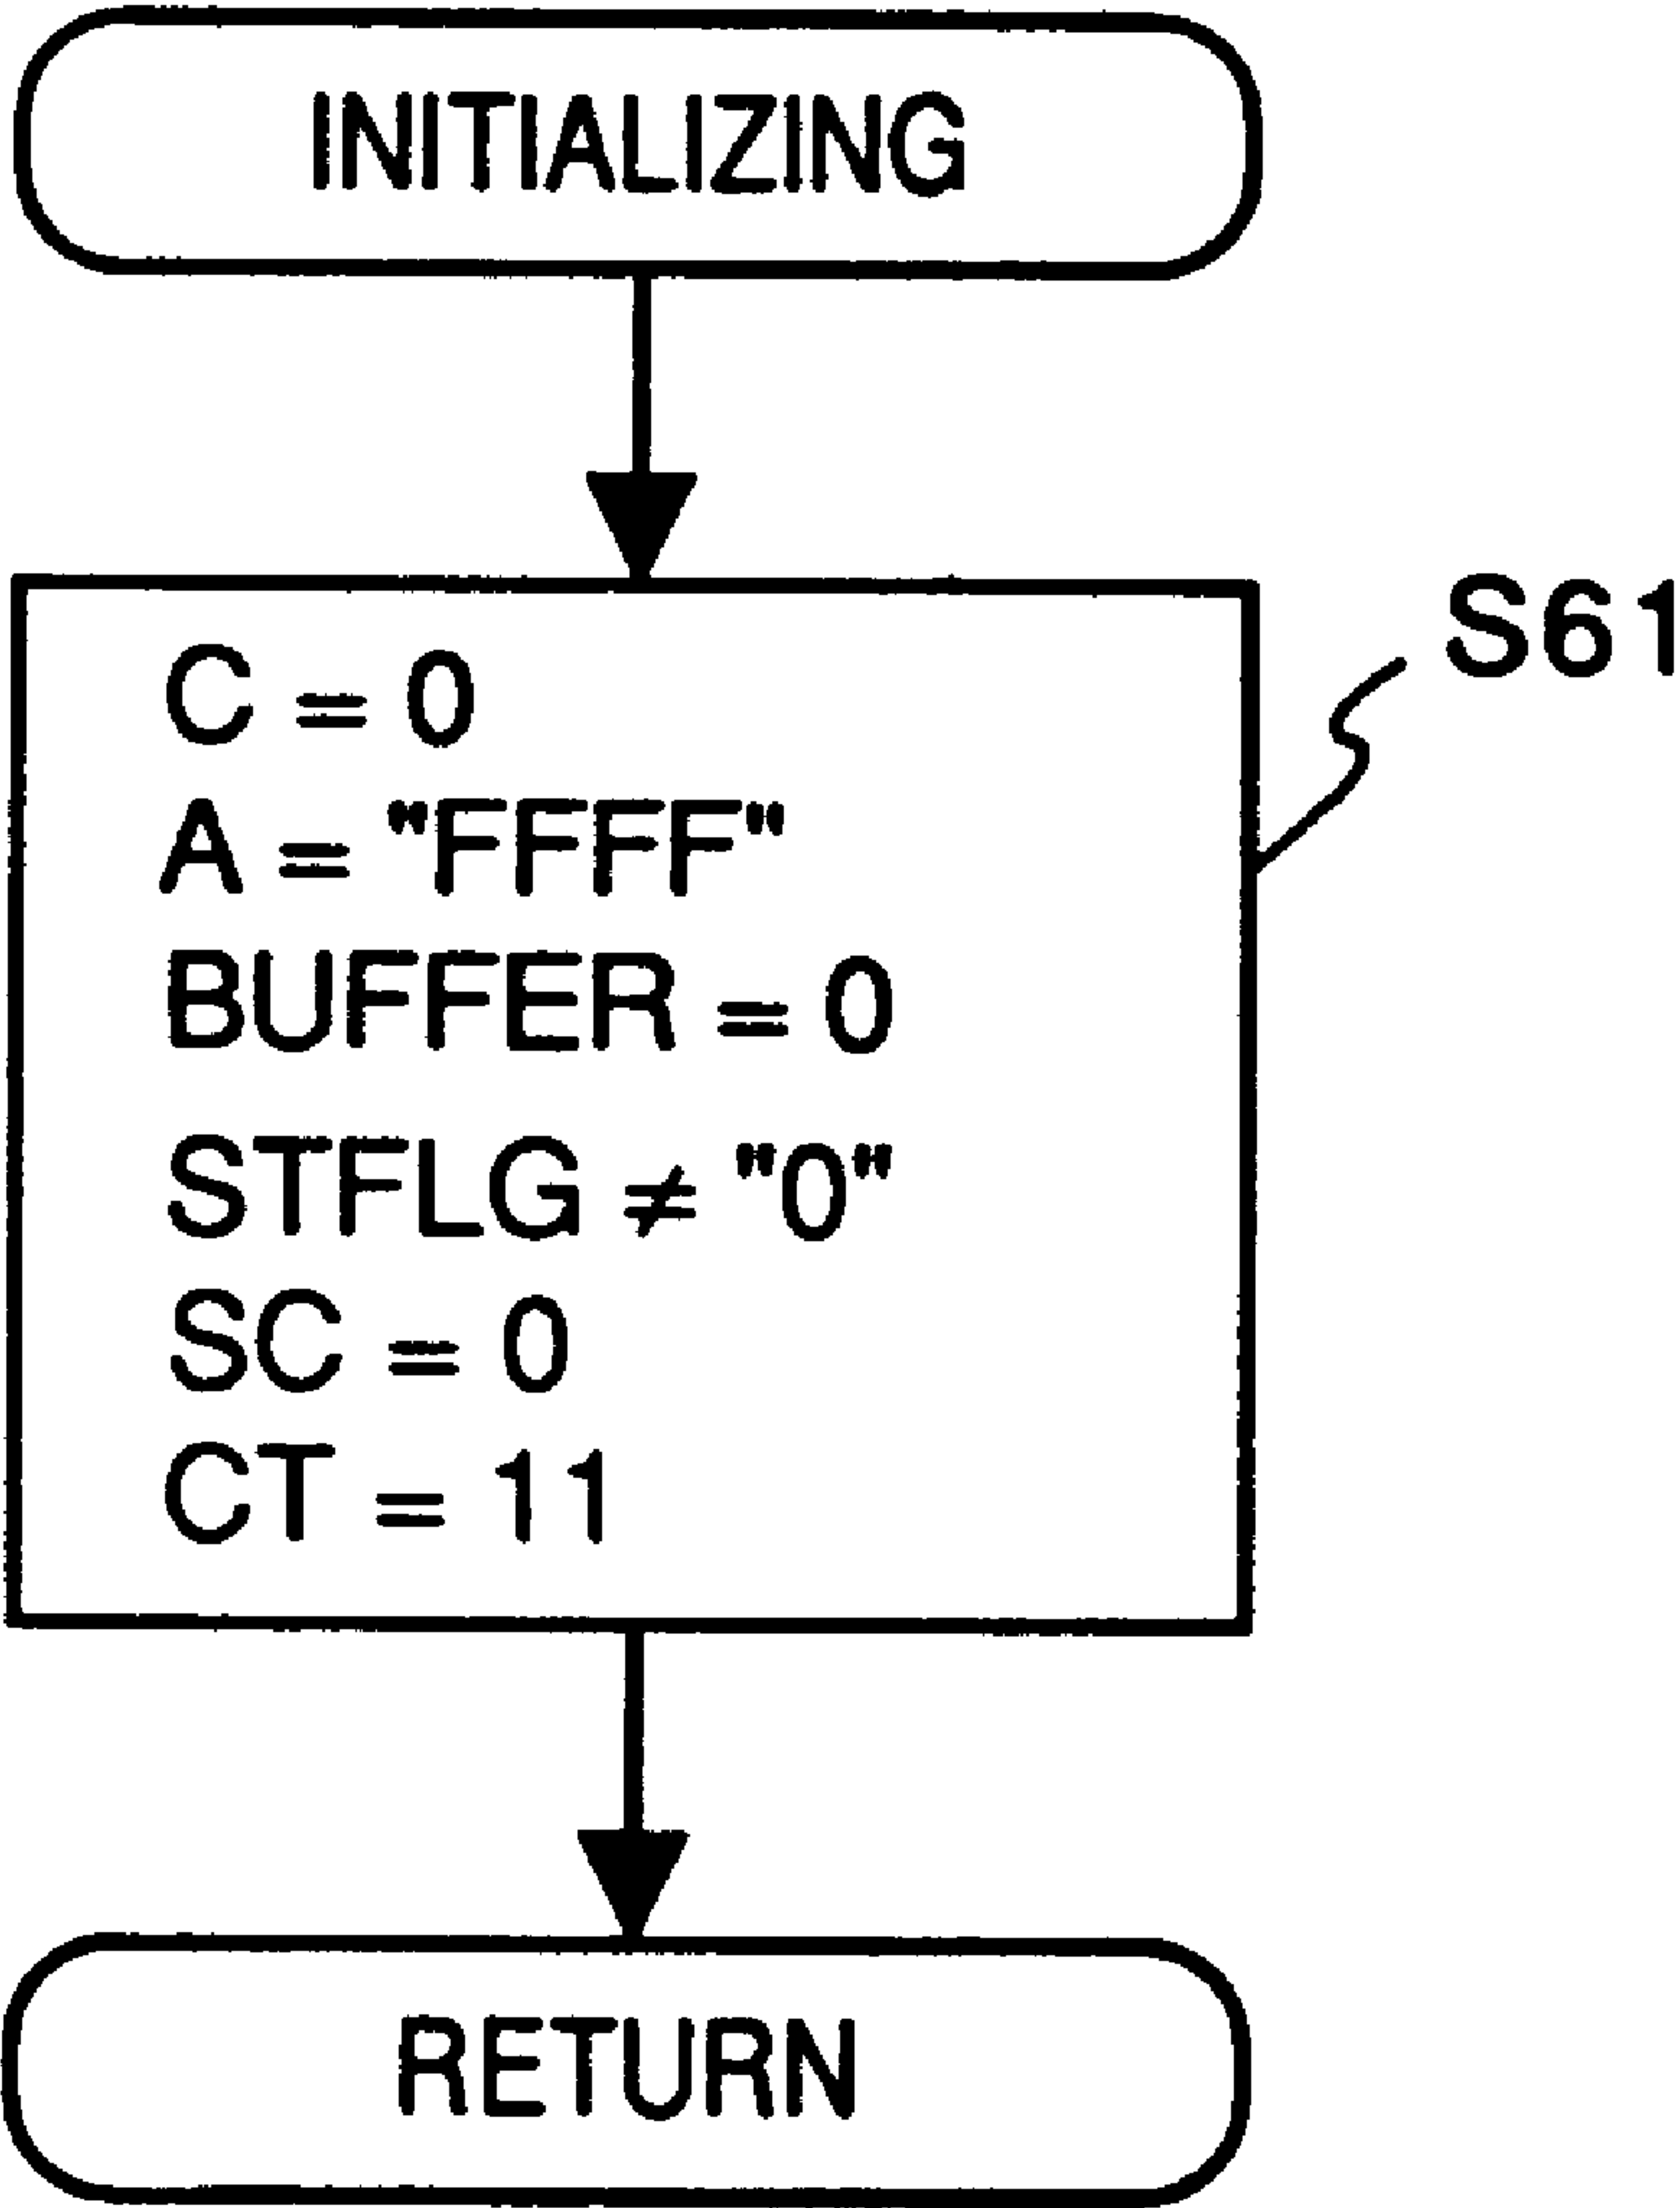 INITIALIZING
S61
C = 0
A = "FFFF"
BUFFER = 0
STFLG ≠ "0"
SC = 0
CT = 11
RETURN